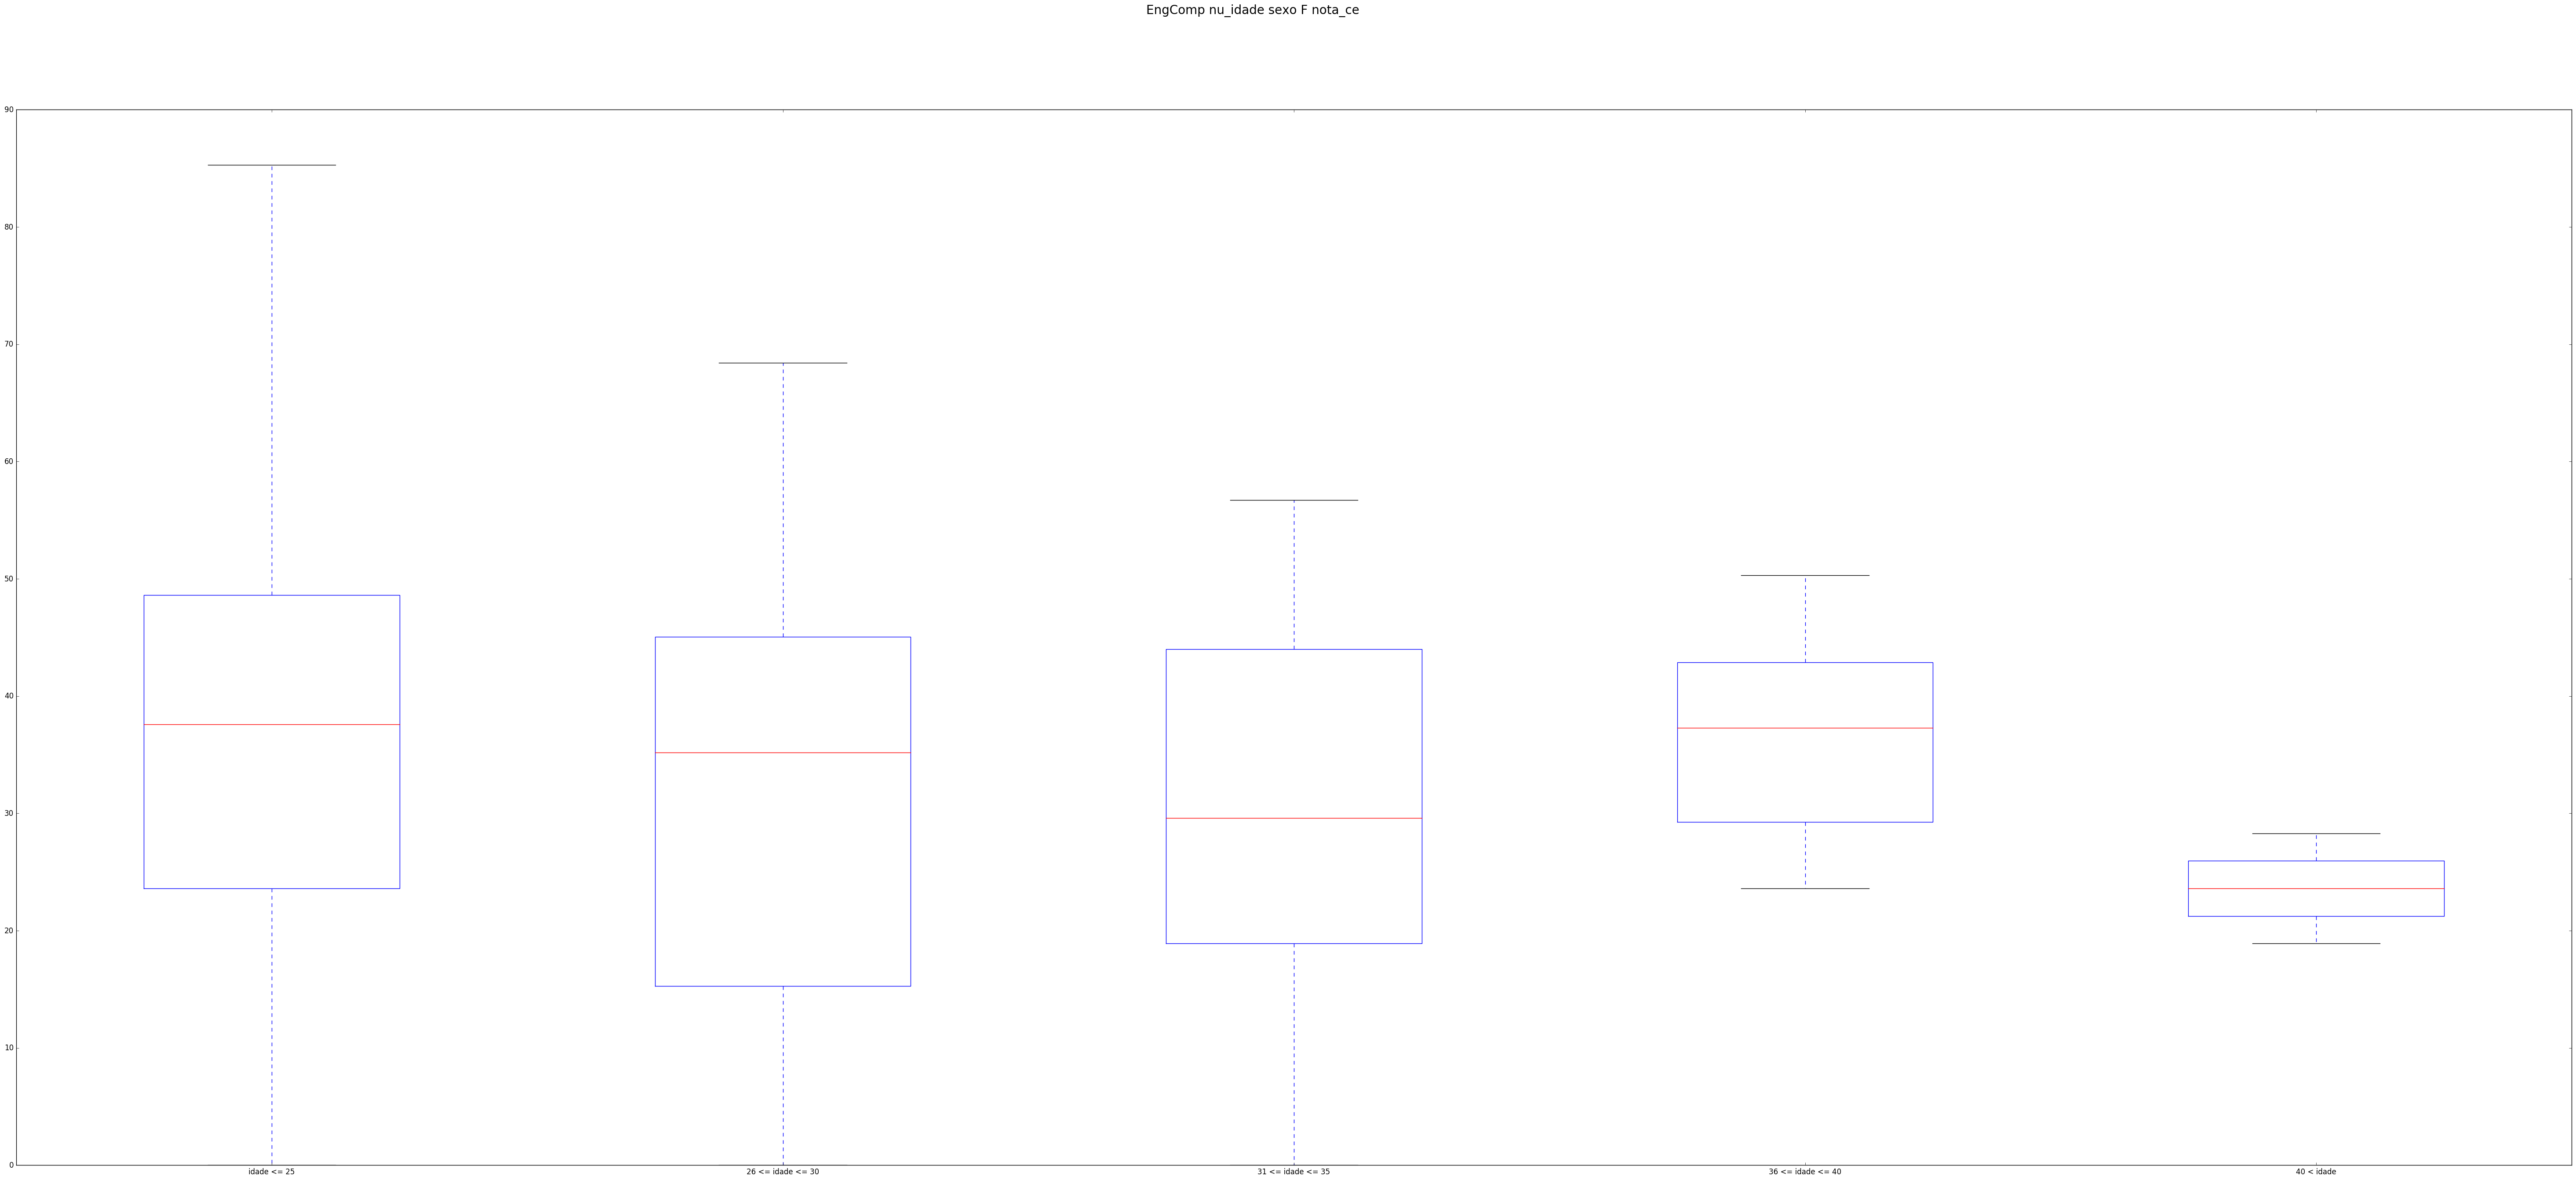 EngComp nu_idade sexo F nota_ce
90
80
70
60
50
40
30
20
10
0
idade <= 25
26 <= idade <= 30
31 <= idade <= 35
36 <= idade <= 40
40 < idade